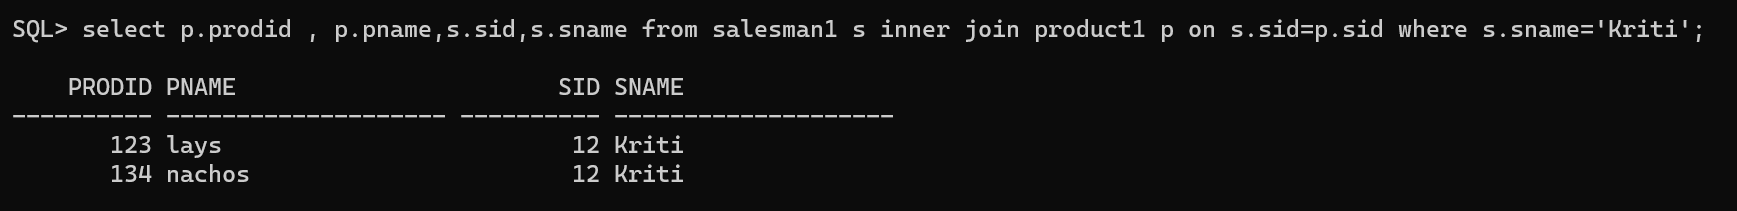 SQL> select p.prodid , p.pname,s.sid,s.sname from salesman1 s inner join product1 p on s.sid=p.sid where s.sname='Kriti';
    PRODID PNAME                       SID SNAME
---------- -------------------- ---------- --------------------
       123 lays                         12 Kriti
       134 nachos                       12 Kriti